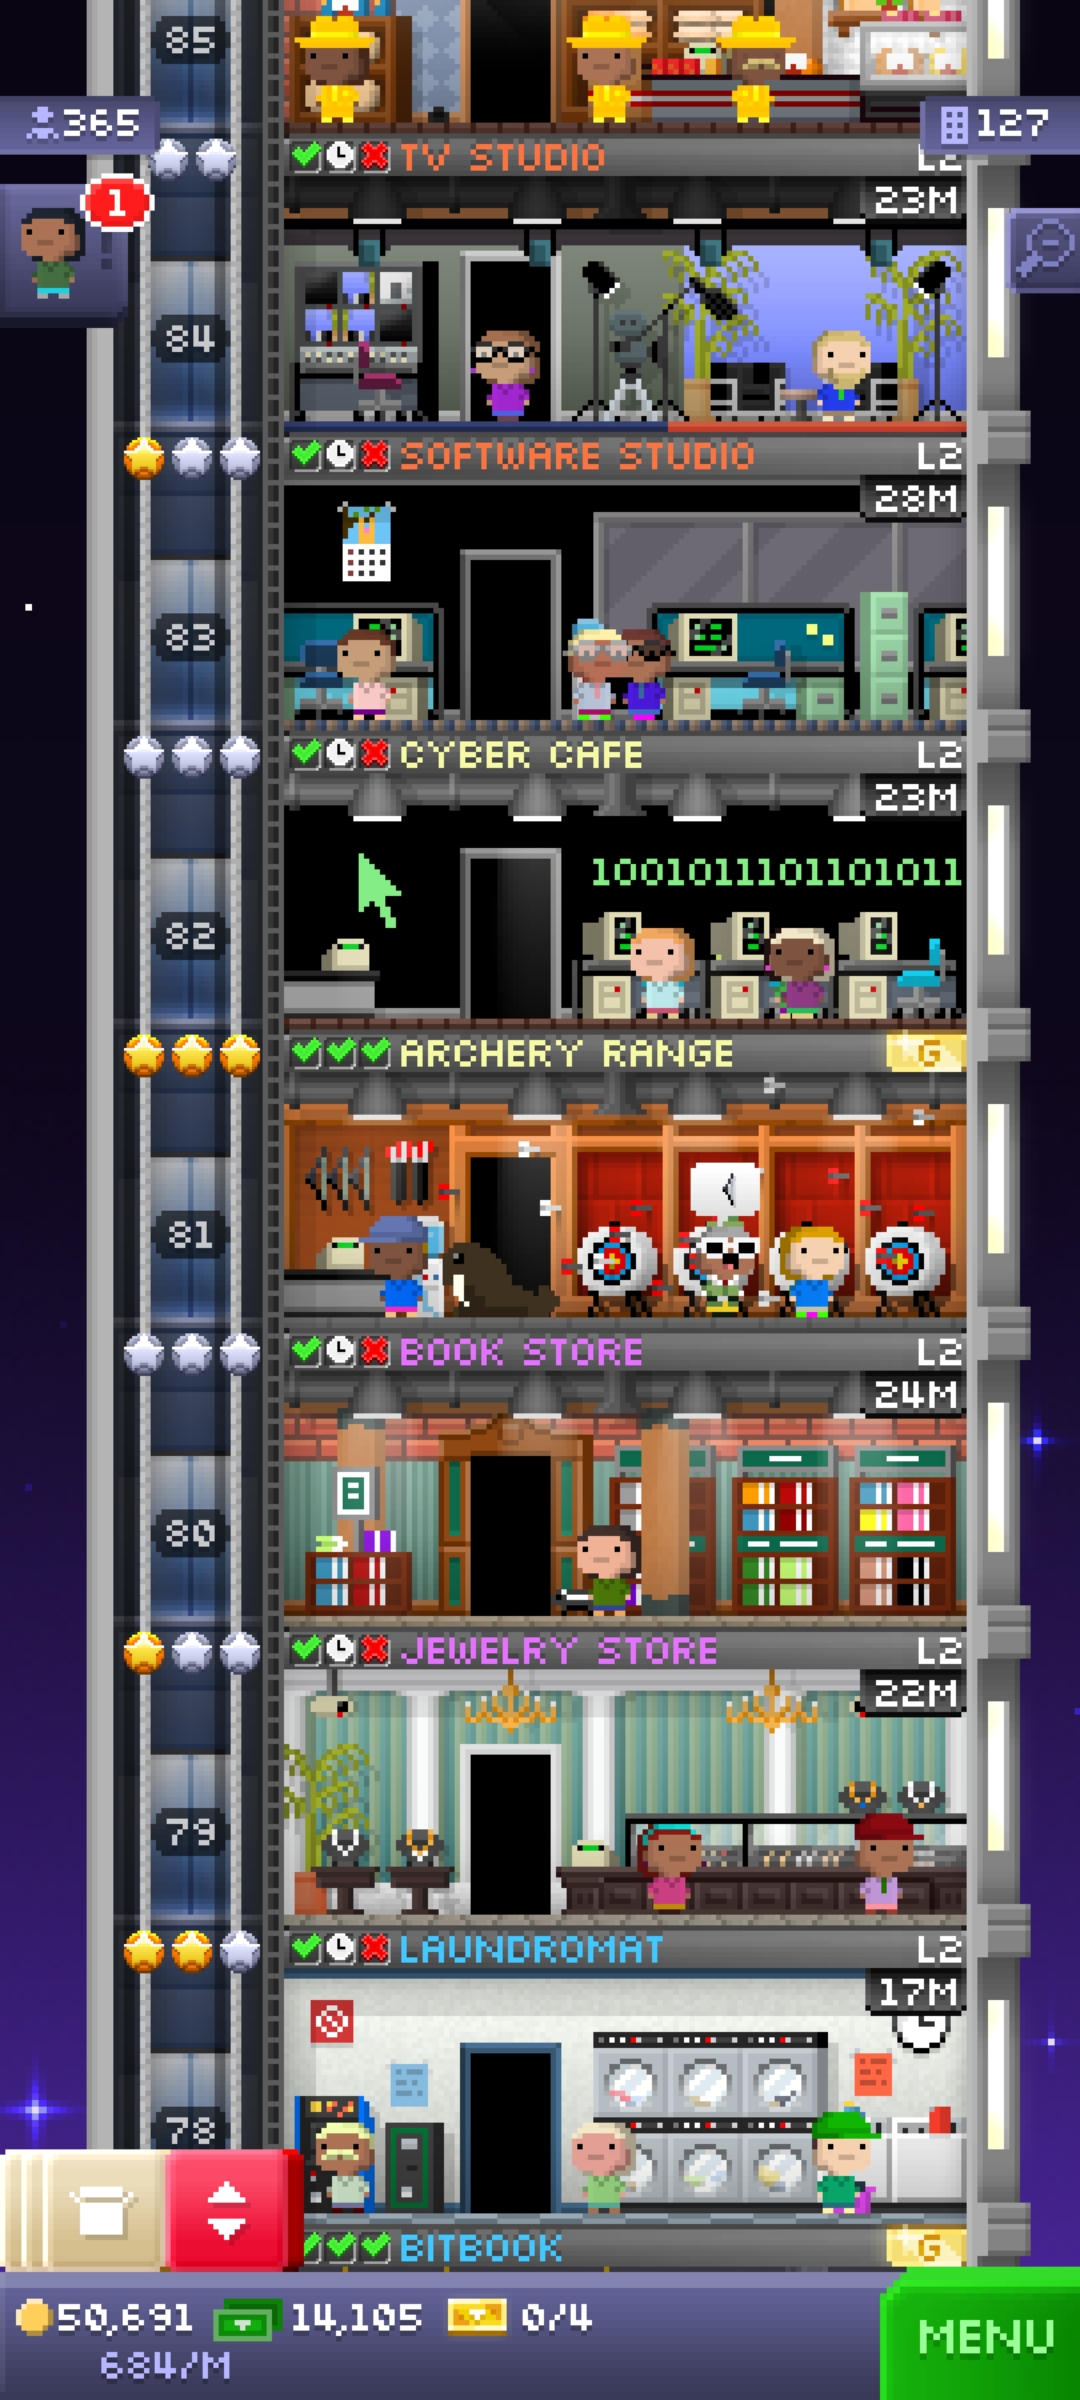 85
365
127
TV STUDIO L2
23M
1
84
SOFTWARE STUDIO L2
28M
83
CYBER CAFE L2
23M
1001011101101011
82
ARCHERY RANGE G
81
BOOK STORE L2
24M
80
JEWELRY STORE L2
22M
79
LAUNDROMAT L2
17M
78
BITBOOK G
50,691 14,105 0/4
684/M
MENU